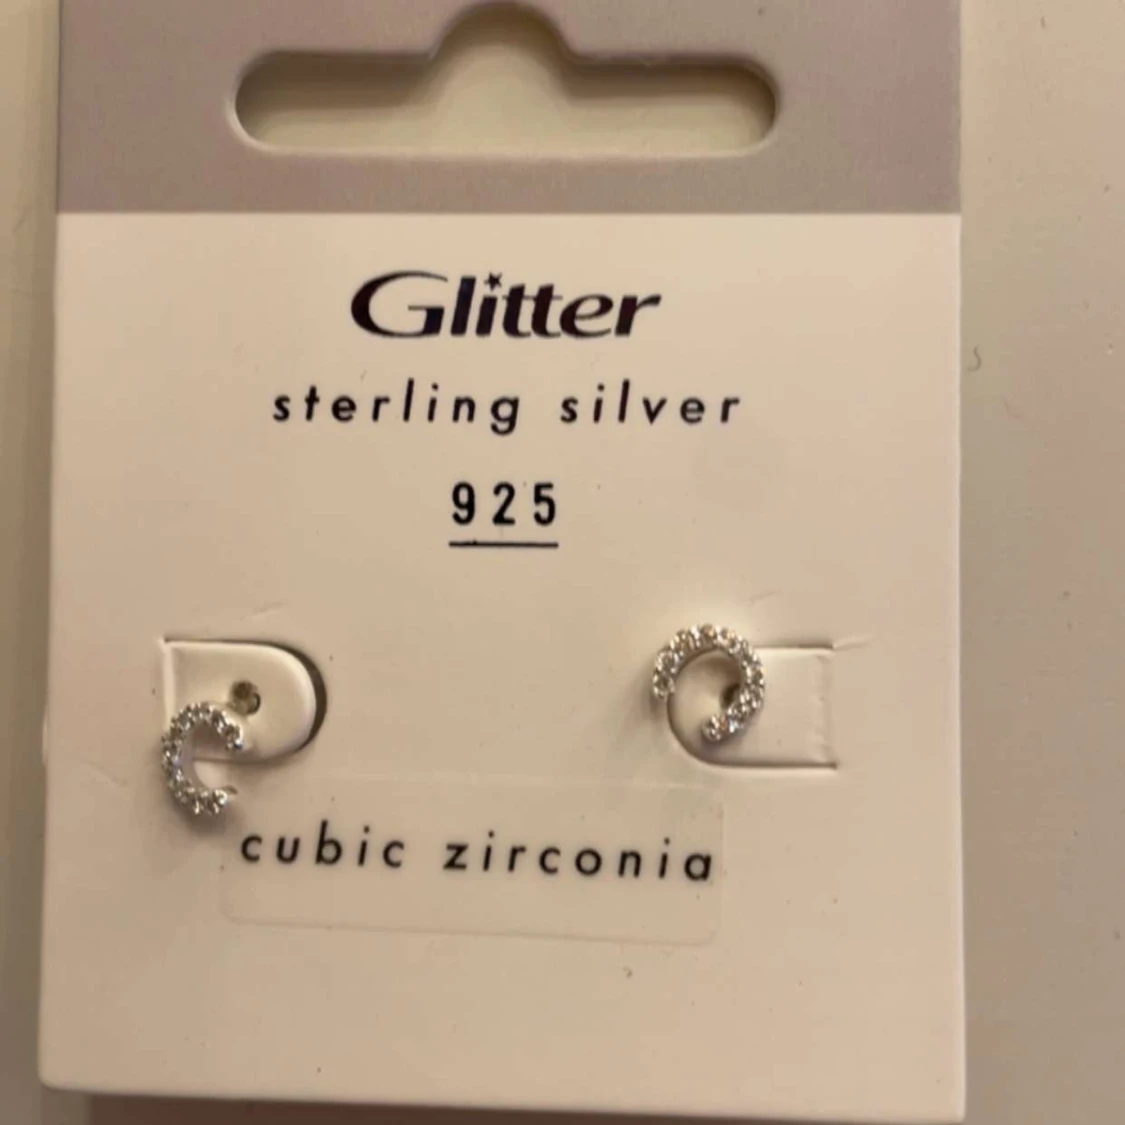 Glitter
sterling silver
925
cubic zirconia